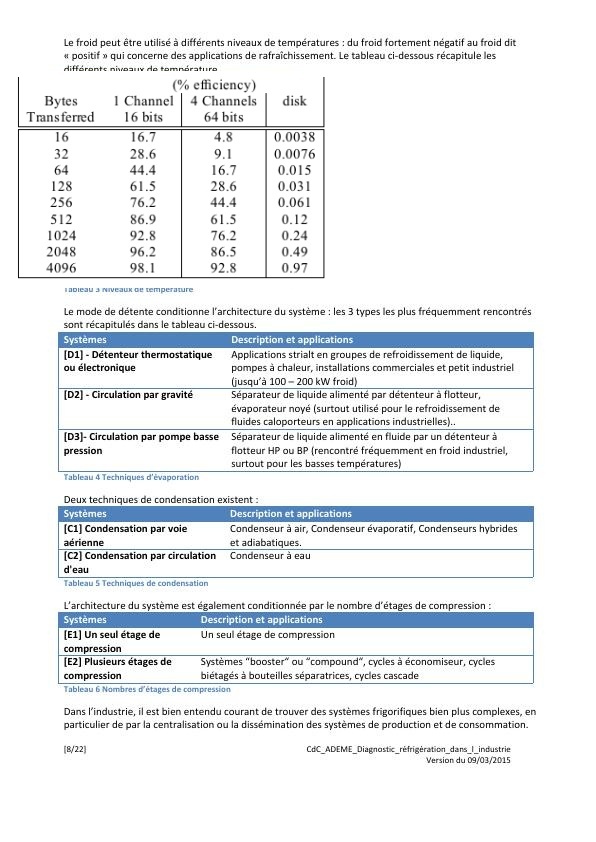 Le froid peut être utilisé à différents niveaux de températures : du froid fortement négatif au froid dit
« positif » qui concerne des applications de rafraîchissement. Le tableau ci-dessous récapitule les
différents niveaux de température
(% efficiency)
Bytes 1 Channel 4 Channels disk
Transferred 16 bits 64 bits
16 16.7 4.8 0.0038
32 28.6 9.1 0.0076
64 44.4 16.7 0.015
128 61.5 28.6 0.031
256 76.2 44.4 0.061
512 86.9 61.5 0.12
1024 92.8 76.2 0.24
2048 96.2 86.5 0.49
4096 98.1 92.8 0.97
Tableau 3 Niveaux de température
Le mode de détente conditionne l'architecture du système : les 3 types les plus fréquemment rencontrés
sont récapitulés dans le tableau ci-dessous.
Systèmes Description et applications
[D1] - Détenteur thermostatique Applications strialt en groupes de refroidissement de liquide,
ou électronique pompes à chaleur, installations commerciales et petit industriel
(jusqu'à 100 – 200 kW froid)
[D2] - Circulation par gravité Séparateur de liquide alimenté par détenteur à flotteur,
évaporateur noyé (surtout utilisé pour le refroidissement de
fluides caloporteurs en applications industrielles)..
[D3]- Circulation par pompe basse Séparateur de liquide alimenté en fluide par un détenteur à
pression flotteur HP ou BP (rencontré fréquemment en froid industriel,
surtout pour les basses températures)
Tableau 4 Techniques d'évaporation
Deux techniques de condensation existent :
Systèmes Description et applications
[C1] Condensation par voie Condenseur à air, Condenseur évaporatif, Condenseurs hybrides
aérienne et adiabatiques.
[C2] Condensation par circulation Condenseur à eau
d'eau
Tableau 5 Techniques de condensation
L'architecture du système est également conditionnée par le nombre d'étages de compression :
Systèmes Description et applications
[E1] Un seul étage de Un seul étage de compression
compression
[E2] Plusieurs étages de Systèmes "booster" ou "compound", cycles à économiseur, cycles
compression biétagés à bouteilles séparatrices, cycles cascade
Tableau 6 Nombres d'étages de compression
Dans l'industrie, il est bien entendu courant de trouver des systèmes frigorifiques bien plus complexes, en
particulier de par la centralisation ou la dissémination des systèmes de production et de consommation.
[8/22] CdC_ADEME_Diagnostic_réfrigération_dans_l_industrie
Version du 09/03/2015